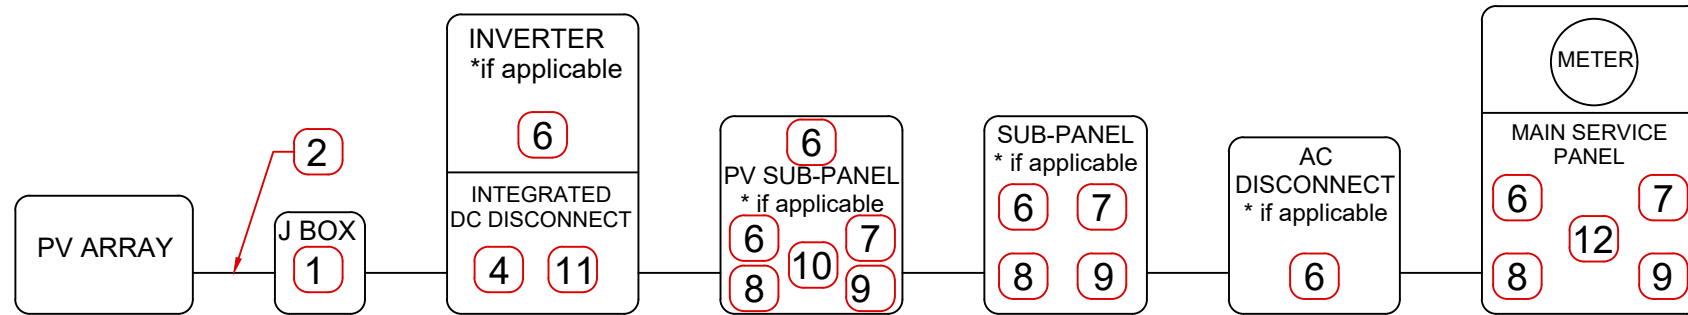 PV ARRAY
2
J BOX
1
INVERTER
*if applicable
6
INTEGRATED
DC DISCONNECT
4 11
6
PV SUB-PANEL
* if applicable
6 7
10
8 9
SUB-PANEL
* if applicable
6 7
8 9
AC
DISCONNECT
* if applicable
6
METER
MAIN SERVICE
PANEL
6 7
12
8 9